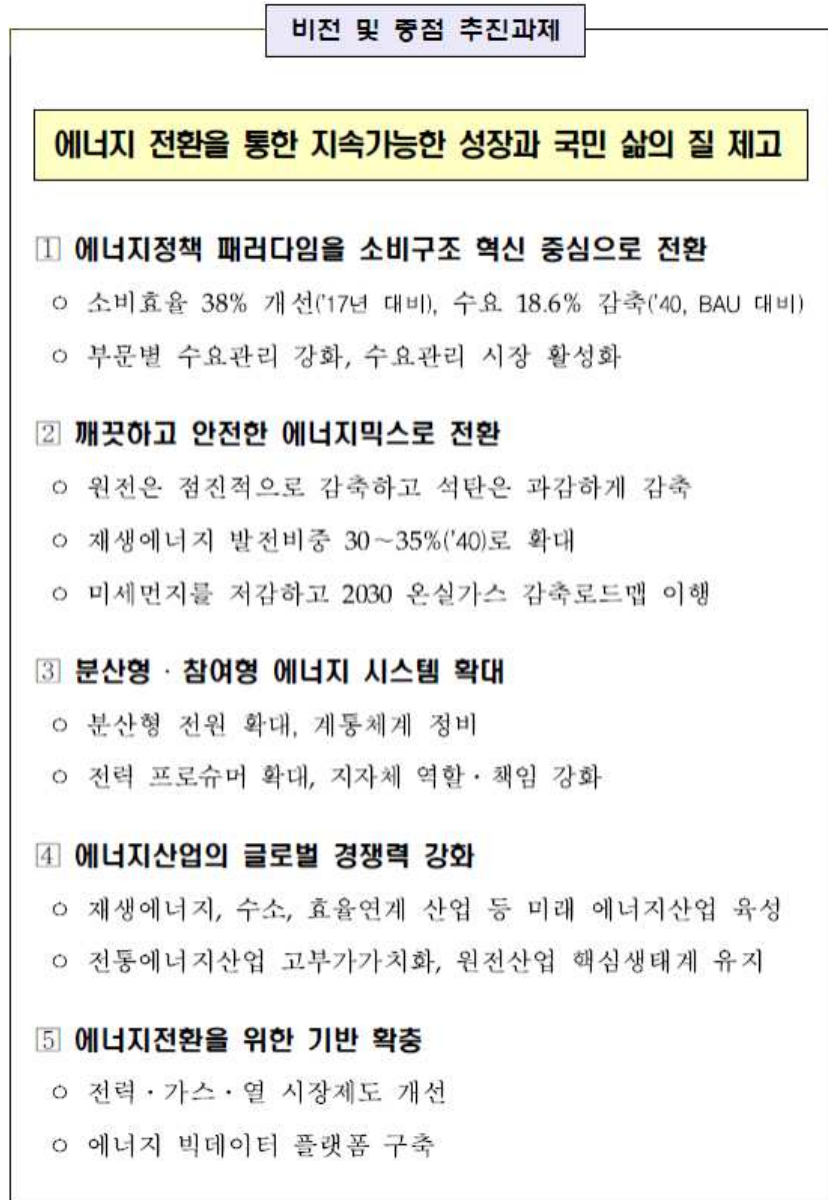 비전 및 중점 추진과제
에너지 전환을 통한 지속가능한 성장과 국민 삶의 질 제고
1 에너지정책 패러다임을 소비구조 혁신 중심으로 전환
ㅇ 소비효율 38% 개선('17년 대비), 수요 18.6% 감축('40, BAU 대비)
ㅇ 부문별 수요관리 강화, 수요관리 시장 활성화
2 깨끗하고 안전한 에너지믹스로 전환
ㅇ 원전은 점진적으로 감축하고 석탄은 과감하게 감축
ㅇ 재생에너지 발전비중 30~35%('40)로 확대
ㅇ 미세먼지를 저감하고 2030 온실가스 감축로드맵 이행
3 분산형 · 참여형 에너지 시스템 확대
ㅇ 분산형 전원 확대, 계통체계 정비
ㅇ 전력 프로슈머 확대, 지자체 역할 · 책임 강화
4 에너지산업의 글로벌 경쟁력 강화
ㅇ 재생에너지, 수소, 효율연계 산업 등 미래 에너지산업 육성
ㅇ 전통에너지산업 고부가가치화, 원전산업 핵심생태계 유지
5 에너지전환을 위한 기반 확충
ㅇ 전력 · 가스 · 열 시장제도 개선
ㅇ 에너지 빅데이터 플랫폼 구축